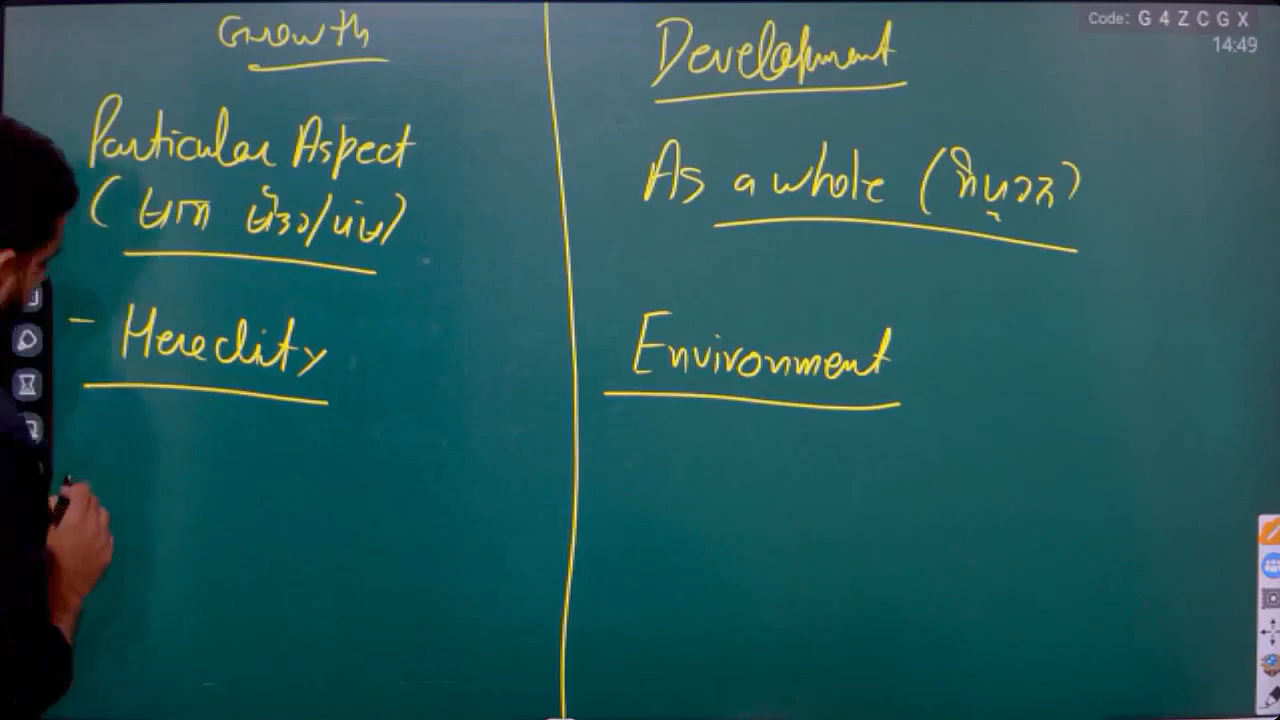 Growth
Particular Aspect
- Heredity
Development
As a whole
Environment
Code: G 4 Z C G X
14:49